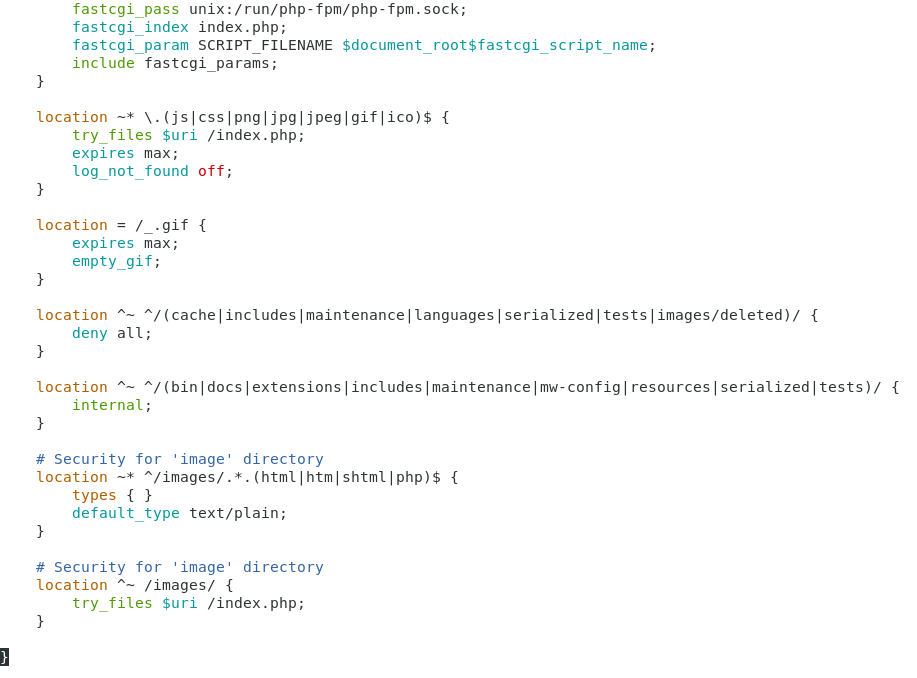 fastcgi_pass unix:/run/php-fpm/php-fpm.sock;
        fastcgi_index index.php;
        fastcgi_param SCRIPT_FILENAME $document_root$fastcgi_script_name;
        include fastcgi_params;
    }

    location ~* \.(js|css|png|jpg|jpeg|gif|ico)$ {
        try_files $uri /index.php;
        expires max;
        log_not_found off;
    }

    location = /_.gif {
        expires max;
        empty_gif;
    }

    location ^~ ^/(cache|includes|maintenance|languages|serialized|tests|images/deleted)/ {
        deny all;
    }

    location ^~ ^/(bin|docs|extensions|includes|maintenance|mw-config|resources|serialized|tests)/ {
        internal;
    }

    # Security for 'image' directory
    location ~* ^/images/.*.(html|htm|shtml|php)$ {
        types { }
        default_type text/plain;
    }

    # Security for 'image' directory
    location ^~ /images/ {
        try_files $uri /index.php;
    }

}